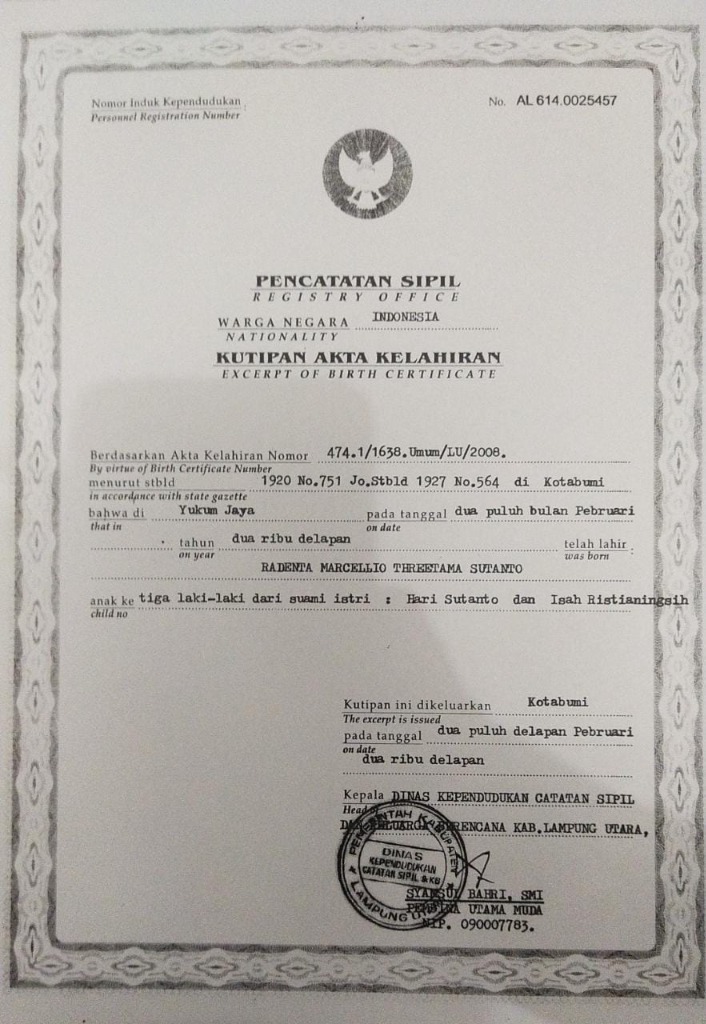 Nomor Induk Kependudukan
Personnel Registration Number
No. AL 614.0025457
PENCATATAN SIPIL
REGISTRY OFFICE
WARGA NEGARA INDONESIA
NATIONALITY
KUTIPAN AKTA KELAHIRAN
EXCERPT OF BIRTH CERTIFICATE
Berdasarkan Akta Kelahiran Nomor 474.1/1638.Umum/LU/2008.
By virtue of Birth Certificate Number
menurut stbld 1920 No.751 Jo.Stbld 1927 No.564 di Kotabumi
in accordance with state gazette
bahwa di Yukum Jaya pada tanggal dua puluh bulan Pebruari
that in on date
tahun dua ribu delapan telah lahir :
on year was born
RADENTA MARCELLIO THREETAMA SUTANTO
anak ke tiga laki-laki dari suami istri : Hari Sutanto dan Isah Ristianingsih
child no
Kutipan ini dikeluarkan Kotabumi
The excerpt is issued
pada tanggal dua puluh delapan Pebruari
on date
dua ribu delapan
Kepala DINAS KEPENDUDUKAN CATATAN SIPIL
Head of
DAN KELUARGA BERENCANA KAB.LAMPUNG UTARA,
PEMERINTAH KABUPATEN
DINAS
KEPENDUDUKAN
CATATAN SIPIL & KB
LAMPUNG UTARA
SYAMSUL BAHRI, SMI
PEMBINA UTAMA MUDA
NIP. 090007783.